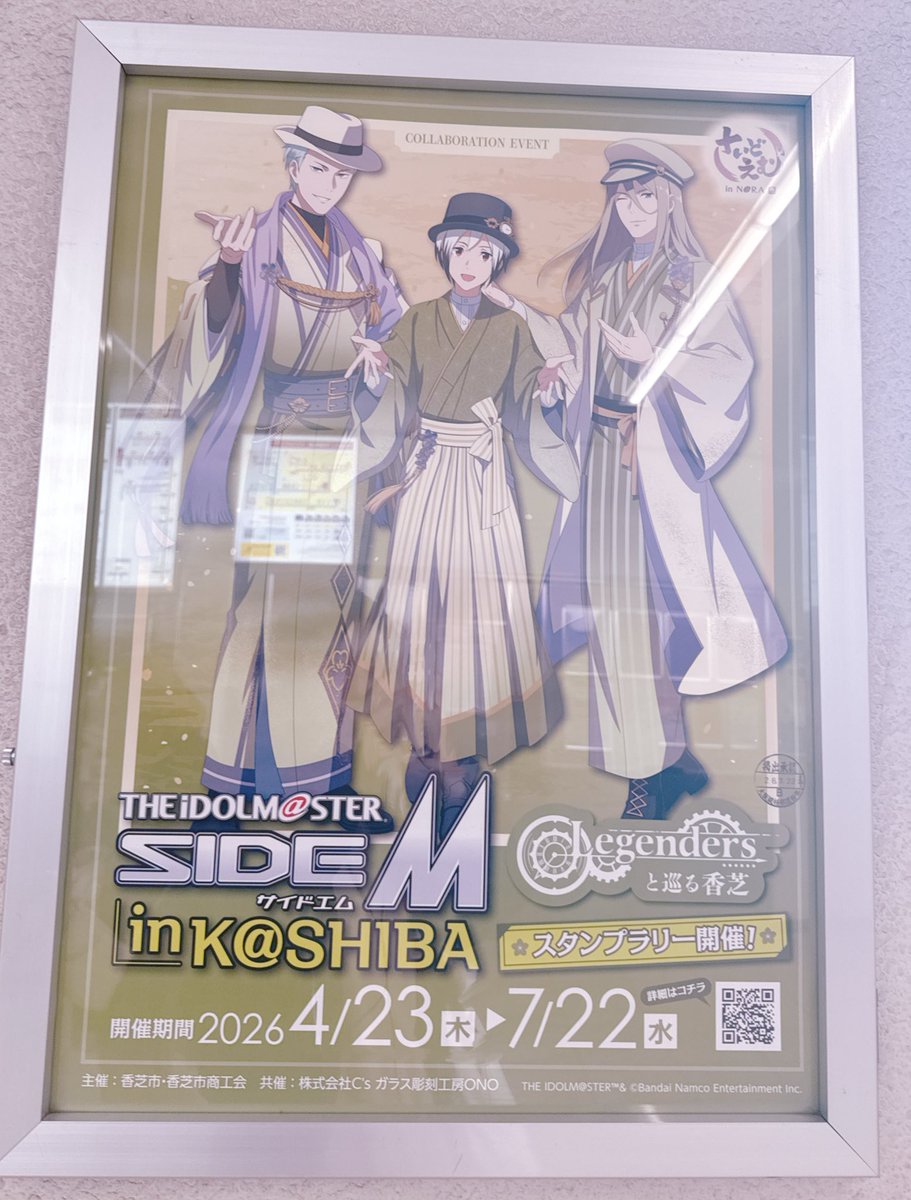 COLLABORATION EVENT
さいど
えむ
in N@RA
THE iDOLM@STER
SIDE M
サイドエム
in K@SHIBA
Legenders
と巡る香芝
スタンプラリー開催!
開催期間 2026 4/23 木 ▶ 7/22 水
詳細はコチラ
主催:香芝市・香芝市商工会 共催:株式会社C's ガラス彫刻工房ONO
THE IDOLM@STER™& ©Bandai Namco Entertainment Inc.